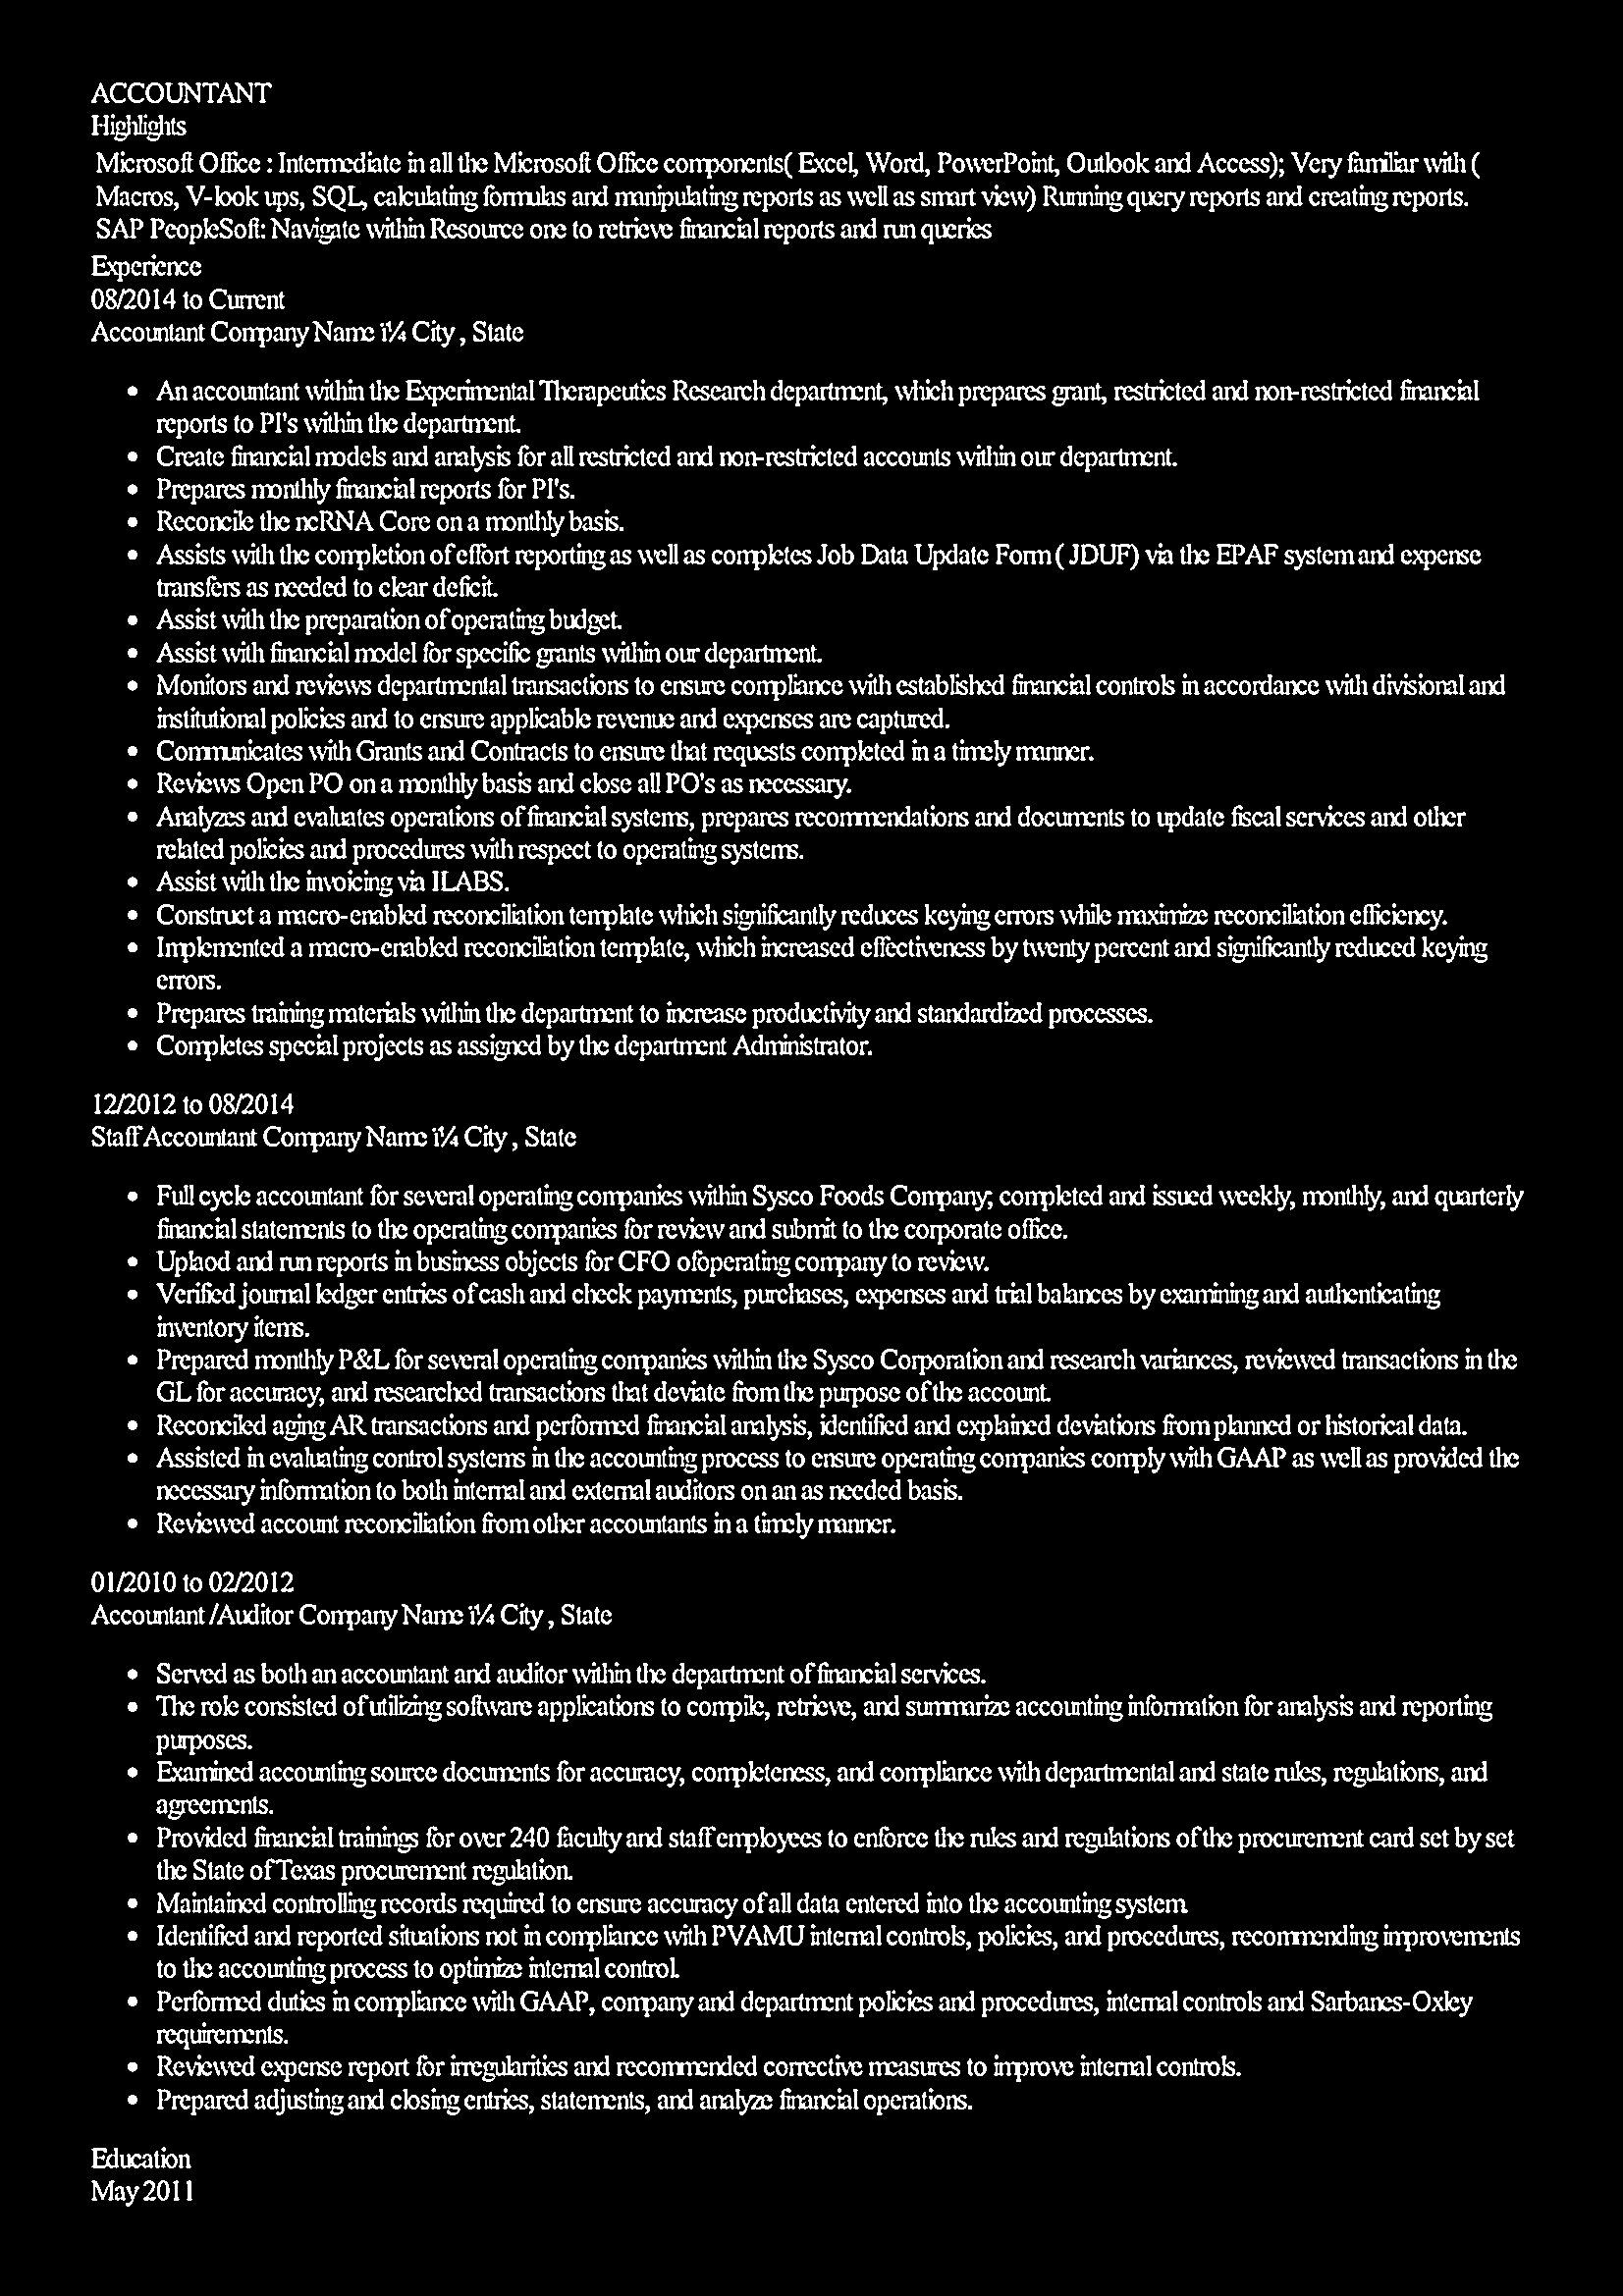 ACCOUNTANT
Highlights
Microsoft Office : Intermediate in all the Microsoft Office components( Excel, Word, PowerPoint, Outlook and Access); Very familiar with (
Macros, V-look ups, SQL, calculating formulas and manipulating reports as well as smart view) Running query reports and creating reports.
SAP PeopleSoft: Navigate within Resource one to retrieve financial reports and run queries
Experience
08/2014 to Current
Accountant Company Name ï¼ City , State
• An accountant within the Experimental Therapeutics Research department, which prepares grant, restricted and non-restricted financial
reports to PI's within the department.
• Create financial models and analysis for all restricted and non-restricted accounts within our department.
• Prepares monthly financial reports for PI's.
• Reconcile the ncRNA Core on a monthly basis.
• Assists with the completion of effort reporting as well as completes Job Data Update Form ( JDUF) via the EPAF system and expense
transfers as needed to clear deficit.
• Assist with the preparation of operating budget.
• Assist with financial model for specific grants within our department.
• Monitors and reviews departmental transactions to ensure compliance with established financial controls in accordance with divisional and
institutional policies and to ensure applicable revenue and expenses are captured.
• Communicates with Grants and Contracts to ensure that requests completed in a timely manner.
• Reviews Open PO on a monthly basis and close all PO's as necessary.
• Analyzes and evaluates operations of financial systems, prepares recommendations and documents to update fiscal services and other
related policies and procedures with respect to operating systems.
• Assist with the invoicing via ILABS.
• Construct a macro-enabled reconciliation template which significantly reduces keying errors while maximize reconciliation efficiency.
• Implemented a macro-enabled reconciliation template, which increased effectiveness by twenty percent and significantly reduced keying
errors.
• Prepares training materials within the department to increase productivity and standardized processes.
• Completes special projects as assigned by the department Administrator.
12/2012 to 08/2014
Staff Accountant Company Name ï¼ City , State
• Full cycle accountant for several operating companies within Sysco Foods Company; completed and issued weekly, monthly, and quarterly
financial statements to the operating companies for review and submit to the corporate office.
• Upload and run reports in business objects for CFO ofoperating company to review.
• Verified journal ledger entries of cash and check payments, purchases, expenses and trial balances by examining and authenticating
inventory items.
• Prepared monthly P&L for several operating companies within the Sysco Corporation and research variances, reviewed transactions in the
GL for accuracy, and researched transactions that deviate from the purpose of the account.
• Reconciled aging AR transactions and performed financial analysis, identified and explained deviations from planned or historical data.
• Assisted in evaluating control systems in the accounting process to ensure operating companies comply with GAAP as well as provided the
necessary information to both internal and external auditors on an as needed basis.
• Reviewed account reconciliation from other accountants in a timely manner.
01/2010 to 02/2012
Accountant /Auditor Company Name ï¼ City , State
• Served as both an accountant and auditor within the department of financial services.
• The role consisted of utilizing software applications to compile, retrieve, and summarize accounting information for analysis and reporting
purposes.
• Examined accounting source documents for accuracy, completeness, and compliance with departmental and state rules, regulations, and
agreements.
• Provided financial trainings for over 240 faculty and staff employees to enforce the rules and regulations of the procurement card set by set
the State of Texas procurement regulation.
• Maintained controlling records required to ensure accuracy of all data entered into the accounting system.
• Identified and reported situations not in compliance with PVAMU internal controls, policies, and procedures, recommending improvements
to the accounting process to optimize internal control.
• Performed duties in compliance with GAAP, company and department policies and procedures, internal controls and Sarbanes-Oxley
requirements.
• Reviewed expense report for irregularities and recommended corrective measures to improve internal controls.
• Prepared adjusting and closing entries, statements, and analyze financial operations.
Education
May 2011